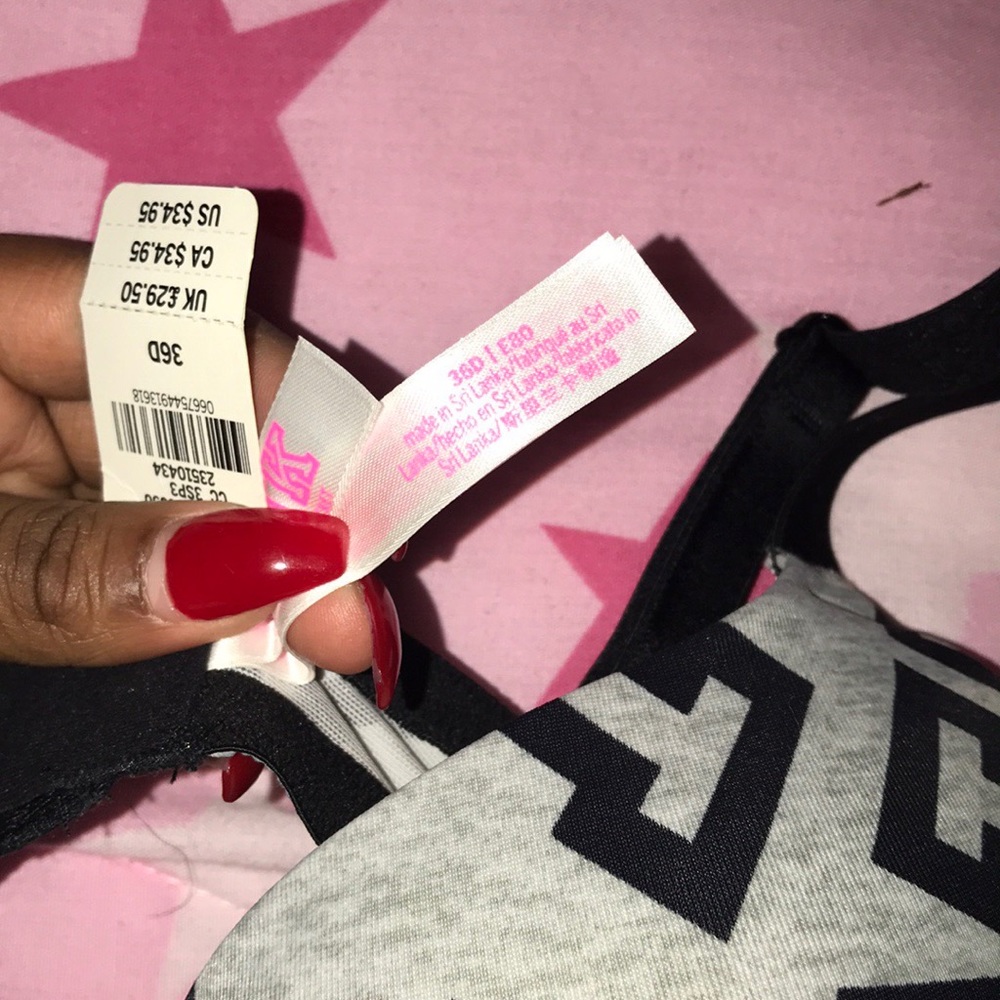 US $34.95
CA $34.95
UK £29.50
36D
0667544913618
23510434
CC 3SP3
36D | E80
made in Sri Lanka/fabriqué au Sri
Lanka/hecho en Sri Lanka/Fabbricato in
Sri Lanka/斯里兰卡制造